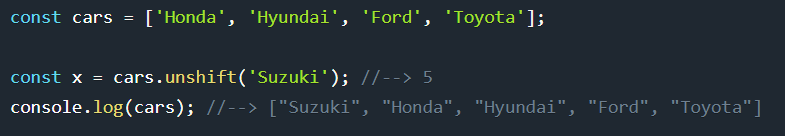 const cars = ['Honda', 'Hyundai', 'Ford', 'Toyota'];
const x = cars.unshift('Suzuki'); //--> 5
console.log(cars); //--> ["Suzuki", "Honda", "Hyundai", "Ford", "Toyota"]